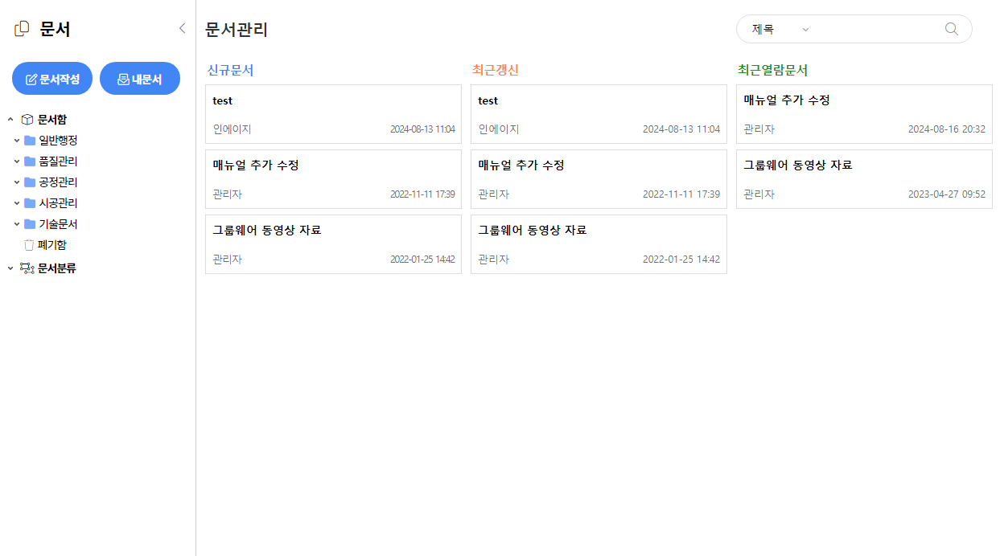 문서
문서작성
내문서
문서함
일반행정
품질관리
공정관리
시공관리
기술문서
폐기함
문서분류
문서관리
제목
신규문서
test
인에이지 2024-08-13 11:04
매뉴얼 추가 수정
관리자 2022-11-11 17:39
그룹웨어 동영상 자료
관리자 2022-01-25 14:42
최근갱신
test
인에이지 2024-08-13 11:04
매뉴얼 추가 수정
관리자 2022-11-11 17:39
그룹웨어 동영상 자료
관리자 2022-01-25 14:42
최근열람문서
매뉴얼 추가 수정
관리자 2024-08-16 20:32
그룹웨어 동영상 자료
관리자 2023-04-27 09:52